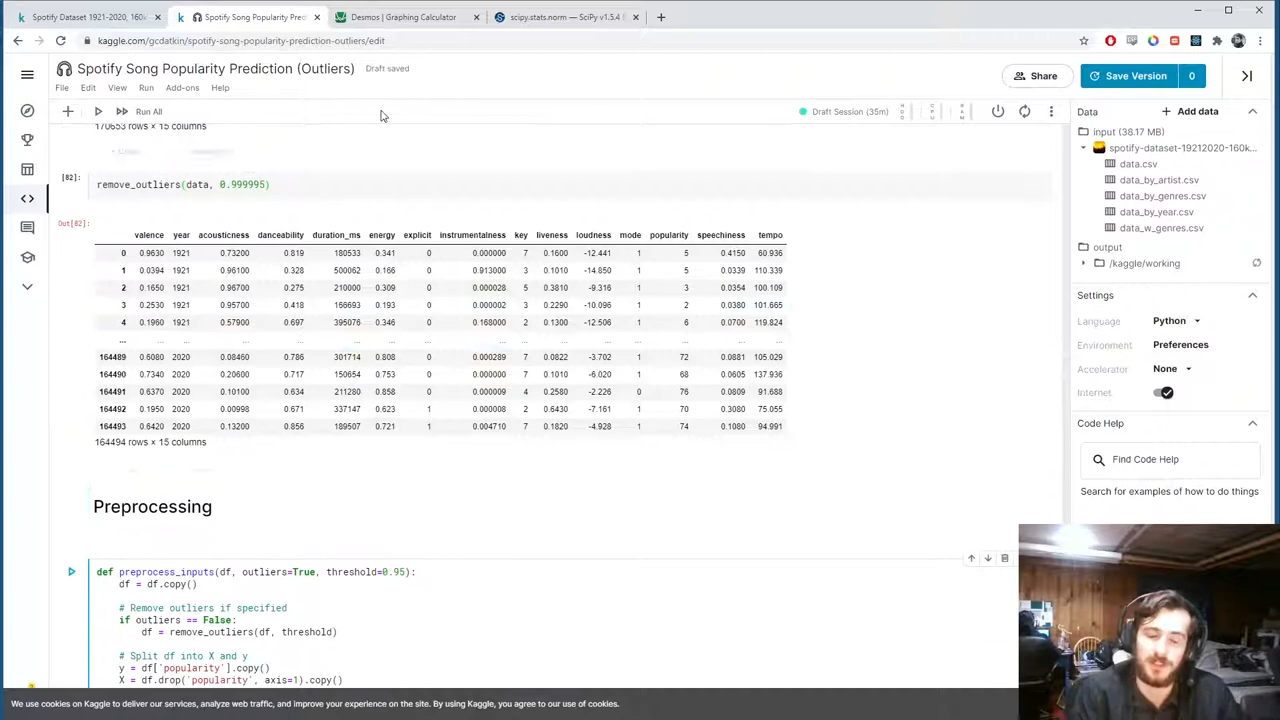 Spotify Dataset 1921-2020, 160k
Spotify Song Popularity Predi
Desmos | Graphing Calculator
scipy.stats.norm — SciPy v1.5.4
kaggle.com/gcdatkin/spotify-song-popularity-prediction-outliers/edit
Spotify Song Popularity Prediction (Outliers)
Draft saved
Share
Save Version
0
File
Edit
View
Run
Add-ons
Help
Run All
Draft Session (35m)
170653 rows × 15 columns
[82]:
remove_outliers(data, 0.999995)
Out[82]:
valence year acousticness danceability duration_ms energy explicit instrumentalness key liveness loudness mode popularity speechiness tempo
0 0.9630 1921 0.73200 0.819 180533 0.341 0 0.000000 7 0.1600 -12.441 1 5 0.4150 60.936
1 0.0394 1921 0.96100 0.328 500062 0.166 0 0.913000 3 0.1010 -14.850 1 5 0.0339 110.339
2 0.1650 1921 0.96700 0.275 210000 0.309 0 0.000028 5 0.3810 -9.316 1 3 0.0354 100.109
3 0.2530 1921 0.95700 0.418 166693 0.193 0 0.000002 3 0.2290 -10.096 1 2 0.0380 101.665
4 0.1960 1921 0.57900 0.697 395076 0.346 0 0.168000 2 0.1300 -12.506 1 6 0.0700 119.824
... ... ... ... ... ... ... ... ... ... ... ... ... ... ... ...
164489 0.6080 2020 0.08460 0.786 301714 0.808 0 0.000289 7 0.0822 -3.702 1 72 0.0881 105.029
164490 0.7340 2020 0.20600 0.717 150654 0.753 0 0.000000 7 0.1010 -6.020 1 68 0.0605 137.936
164491 0.6370 2020 0.10100 0.634 211280 0.858 0 0.000009 4 0.2580 -2.226 0 76 0.0809 91.688
164492 0.1950 2020 0.00998 0.671 337147 0.623 1 0.000008 2 0.6430 -7.161 1 70 0.3080 75.055
164493 0.6420 2020 0.13200 0.856 189507 0.721 1 0.004710 7 0.1820 -4.928 1 74 0.1080 94.991
164494 rows × 15 columns
Preprocessing
def preprocess_inputs(df, outliers=True, threshold=0.95):
df = df.copy()
# Remove outliers if specified
if outliers == False:
df = remove_outliers(df, threshold)
# Split df into X and y
y = df['popularity'].copy()
X = df.drop('popularity', axis=1).copy()
Data
Add data
input (38.17 MB)
spotify-dataset-19212020-160k...
data.csv
data_by_artist.csv
data_by_genres.csv
data_by_year.csv
data_w_genres.csv
output
/kaggle/working
Settings
Language
Python
Environment
Preferences
Accelerator
None
Internet
Code Help
Find Code Help
Search for examples of how to do things
We use cookies on Kaggle to deliver our services, analyze web traffic, and improve your experience on the site. By using Kaggle, you agree to our use of cookies.